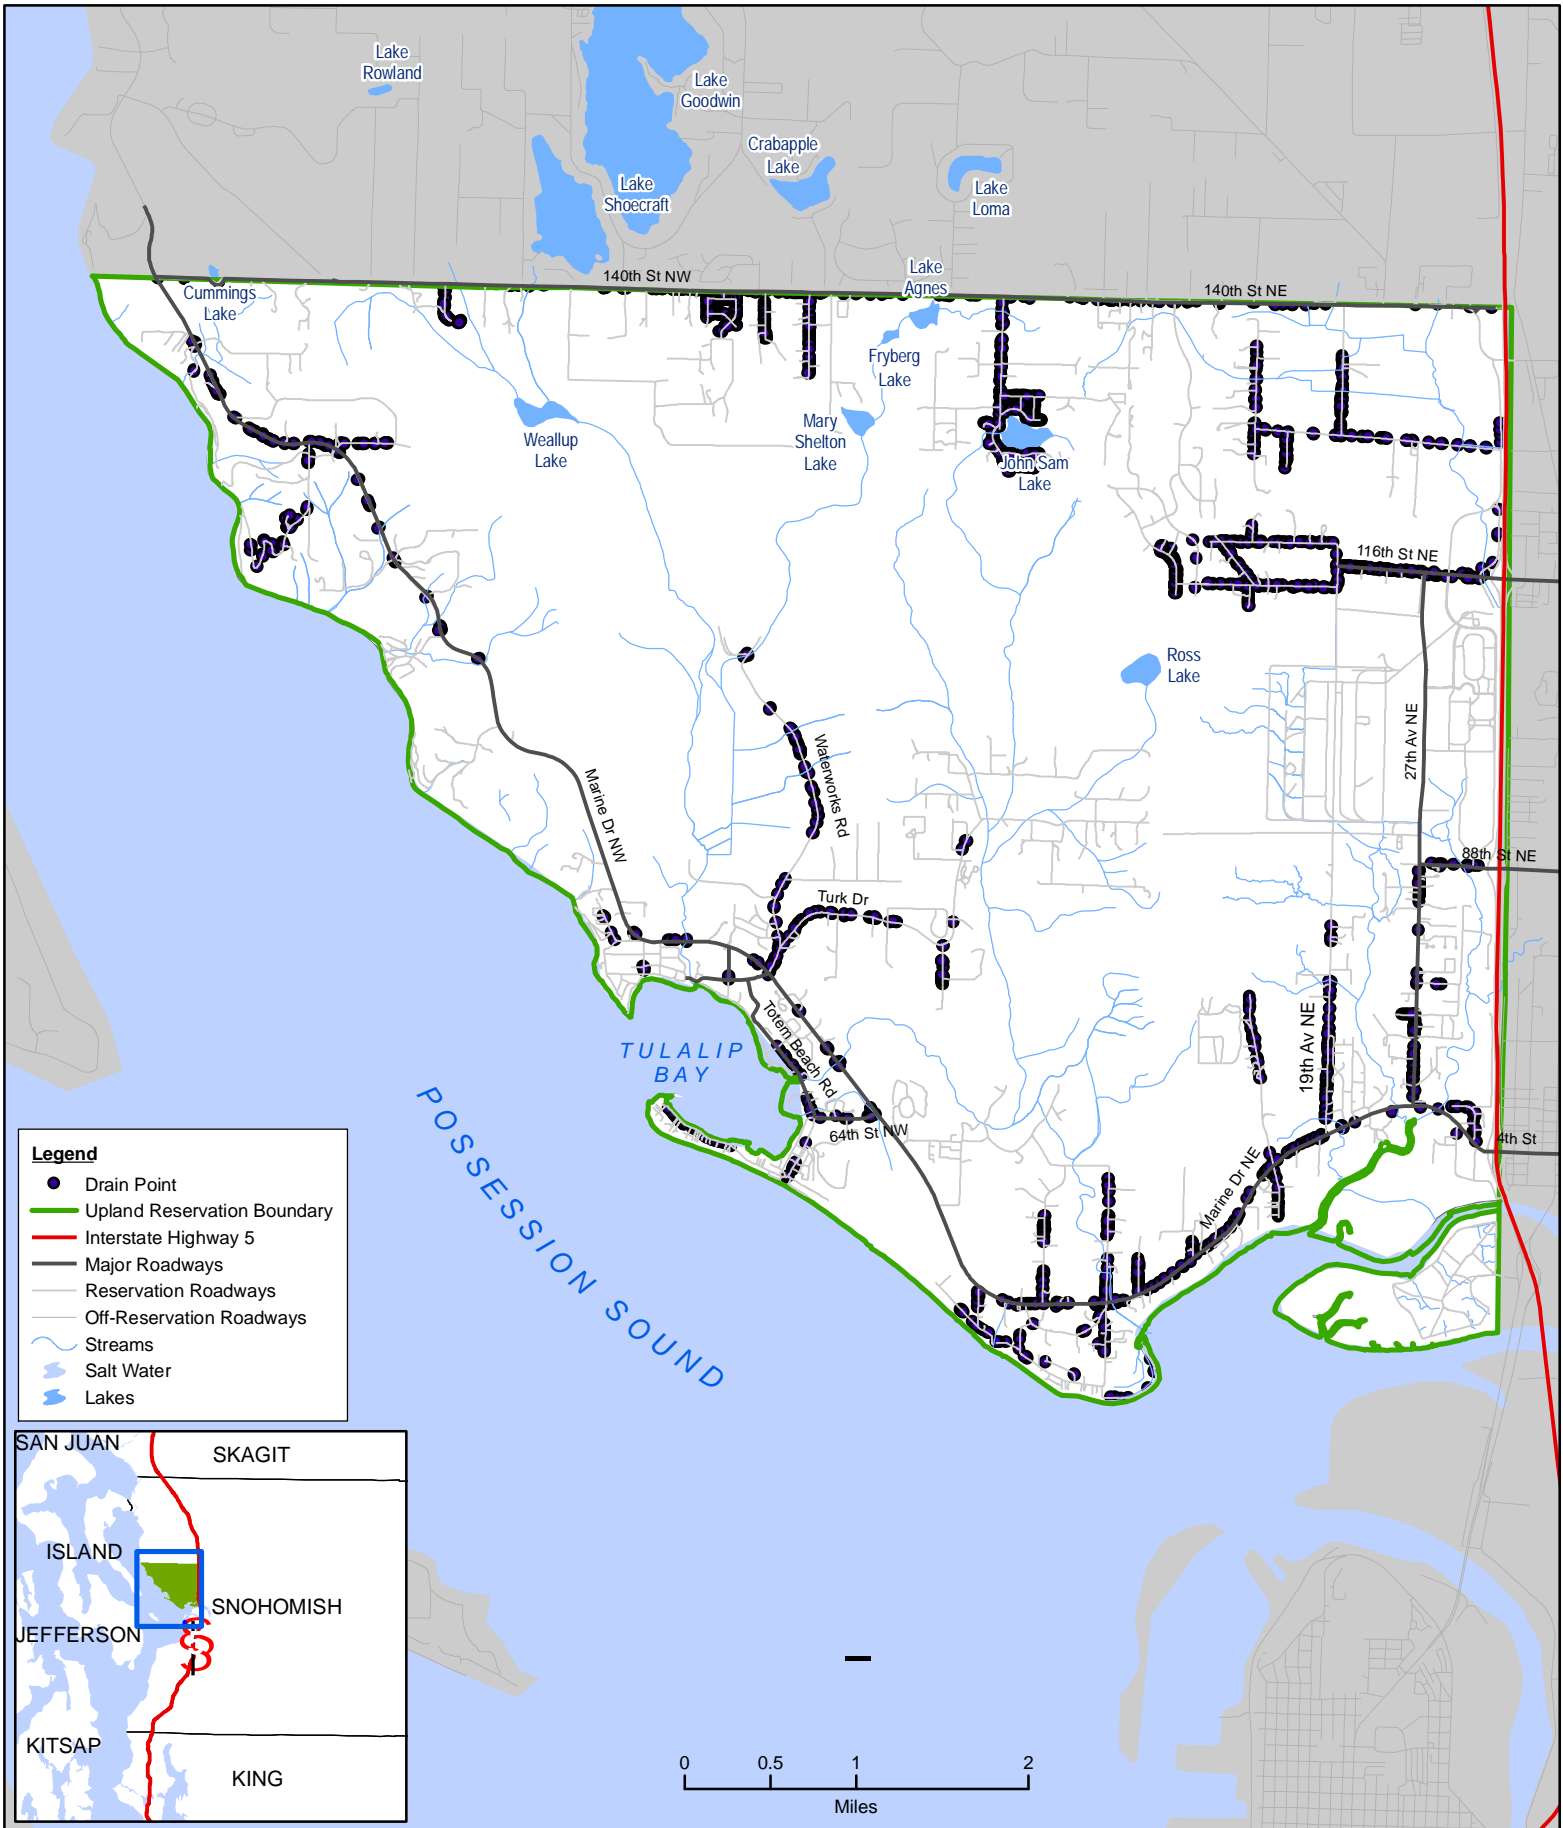 Lake
Rowland
Lake
Goodwin
Crabapple
Lake
Lake
Shoecraft
Lake
Loma
Lake
Agnes
140th St NW
140th St NE
Cummings
Lake
Fryberg
Lake
Mary
Shelton
Lake
Weallup
Lake
John Sam
Lake
116th St NE
Ross
Lake
27th Av NE
Waterworks Rd
Marine Dr NW
88th St NE
Turk Dr
Totem Beach Rd
19th Av NE
TULALIP
BAY
64th St NW
4th St
Marine Dr NE
POSSESSION SOUND
Legend
Drain Point
Upland Reservation Boundary
Interstate Highway 5
Major Roadways
Reservation Roadways
Off-Reservation Roadways
Streams
Salt Water
Lakes
SAN JUAN
SKAGIT
ISLAND
SNOHOMISH
JEFFERSON
KITSAP
KING
0 0.5 1 2
Miles